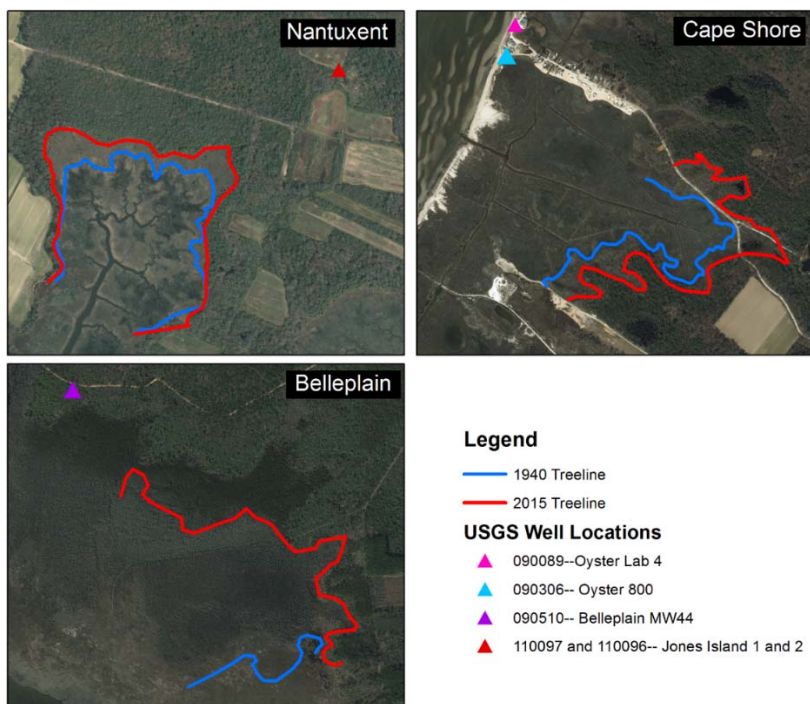 Nantuxent
Cape Shore
Belleplain
Legend
1940 Treeline
2015 Treeline
USGS Well Locations
090089--Oyster Lab 4
090306-- Oyster 800
090510-- Belleplain MW44
110097 and 110096-- Jones Island 1 and 2